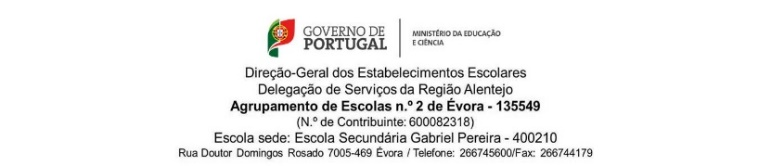 GOVERNO DE
PORTUGAL
MINISTÉRIO DA EDUCAÇÃO
E CIÊNCIA
Direção-Geral dos Estabelecimentos Escolares
Delegação de Serviços da Região Alentejo
Agrupamento de Escolas n.º 2 de Évora - 135549
(N.º de Contribuinte: 600082318)
Escola sede: Escola Secundária Gabriel Pereira - 400210
Rua Doutor Domingos Rosado 7005-469 Évora / Telefone: 266745600/Fax: 266744179